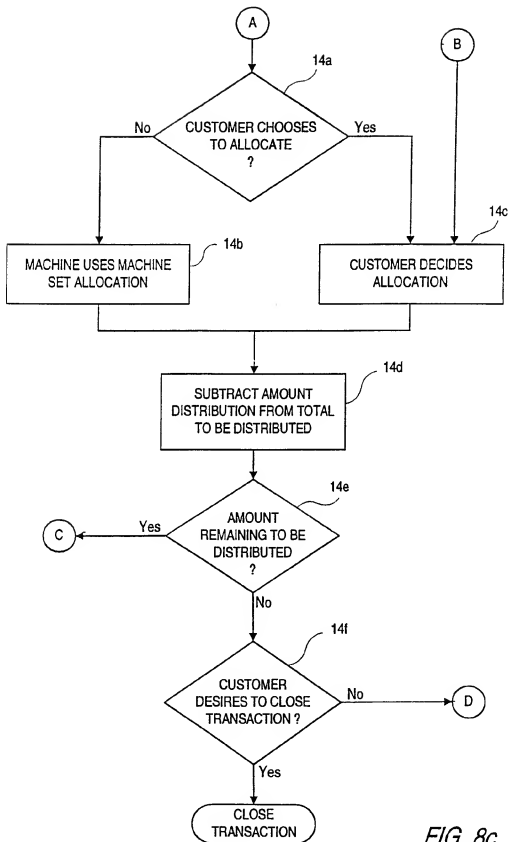 A
B
14a
CUSTOMER CHOOSES
TO ALLOCATE
?
No
Yes
14b
14c
MACHINE USES MACHINE
SET ALLOCATION
CUSTOMER DECIDES
ALLOCATION
14d
SUBTRACT AMOUNT
DISTRIBUTION FROM TOTAL
TO BE DISTRIBUTED
14e
AMOUNT
REMAINING TO BE
DISTRIBUTED
?
Yes
C
No
14f
CUSTOMER
DESIRES TO CLOSE
TRANSACTION ?
No
D
Yes
CLOSE
TRANSACTION
FIG. 8c